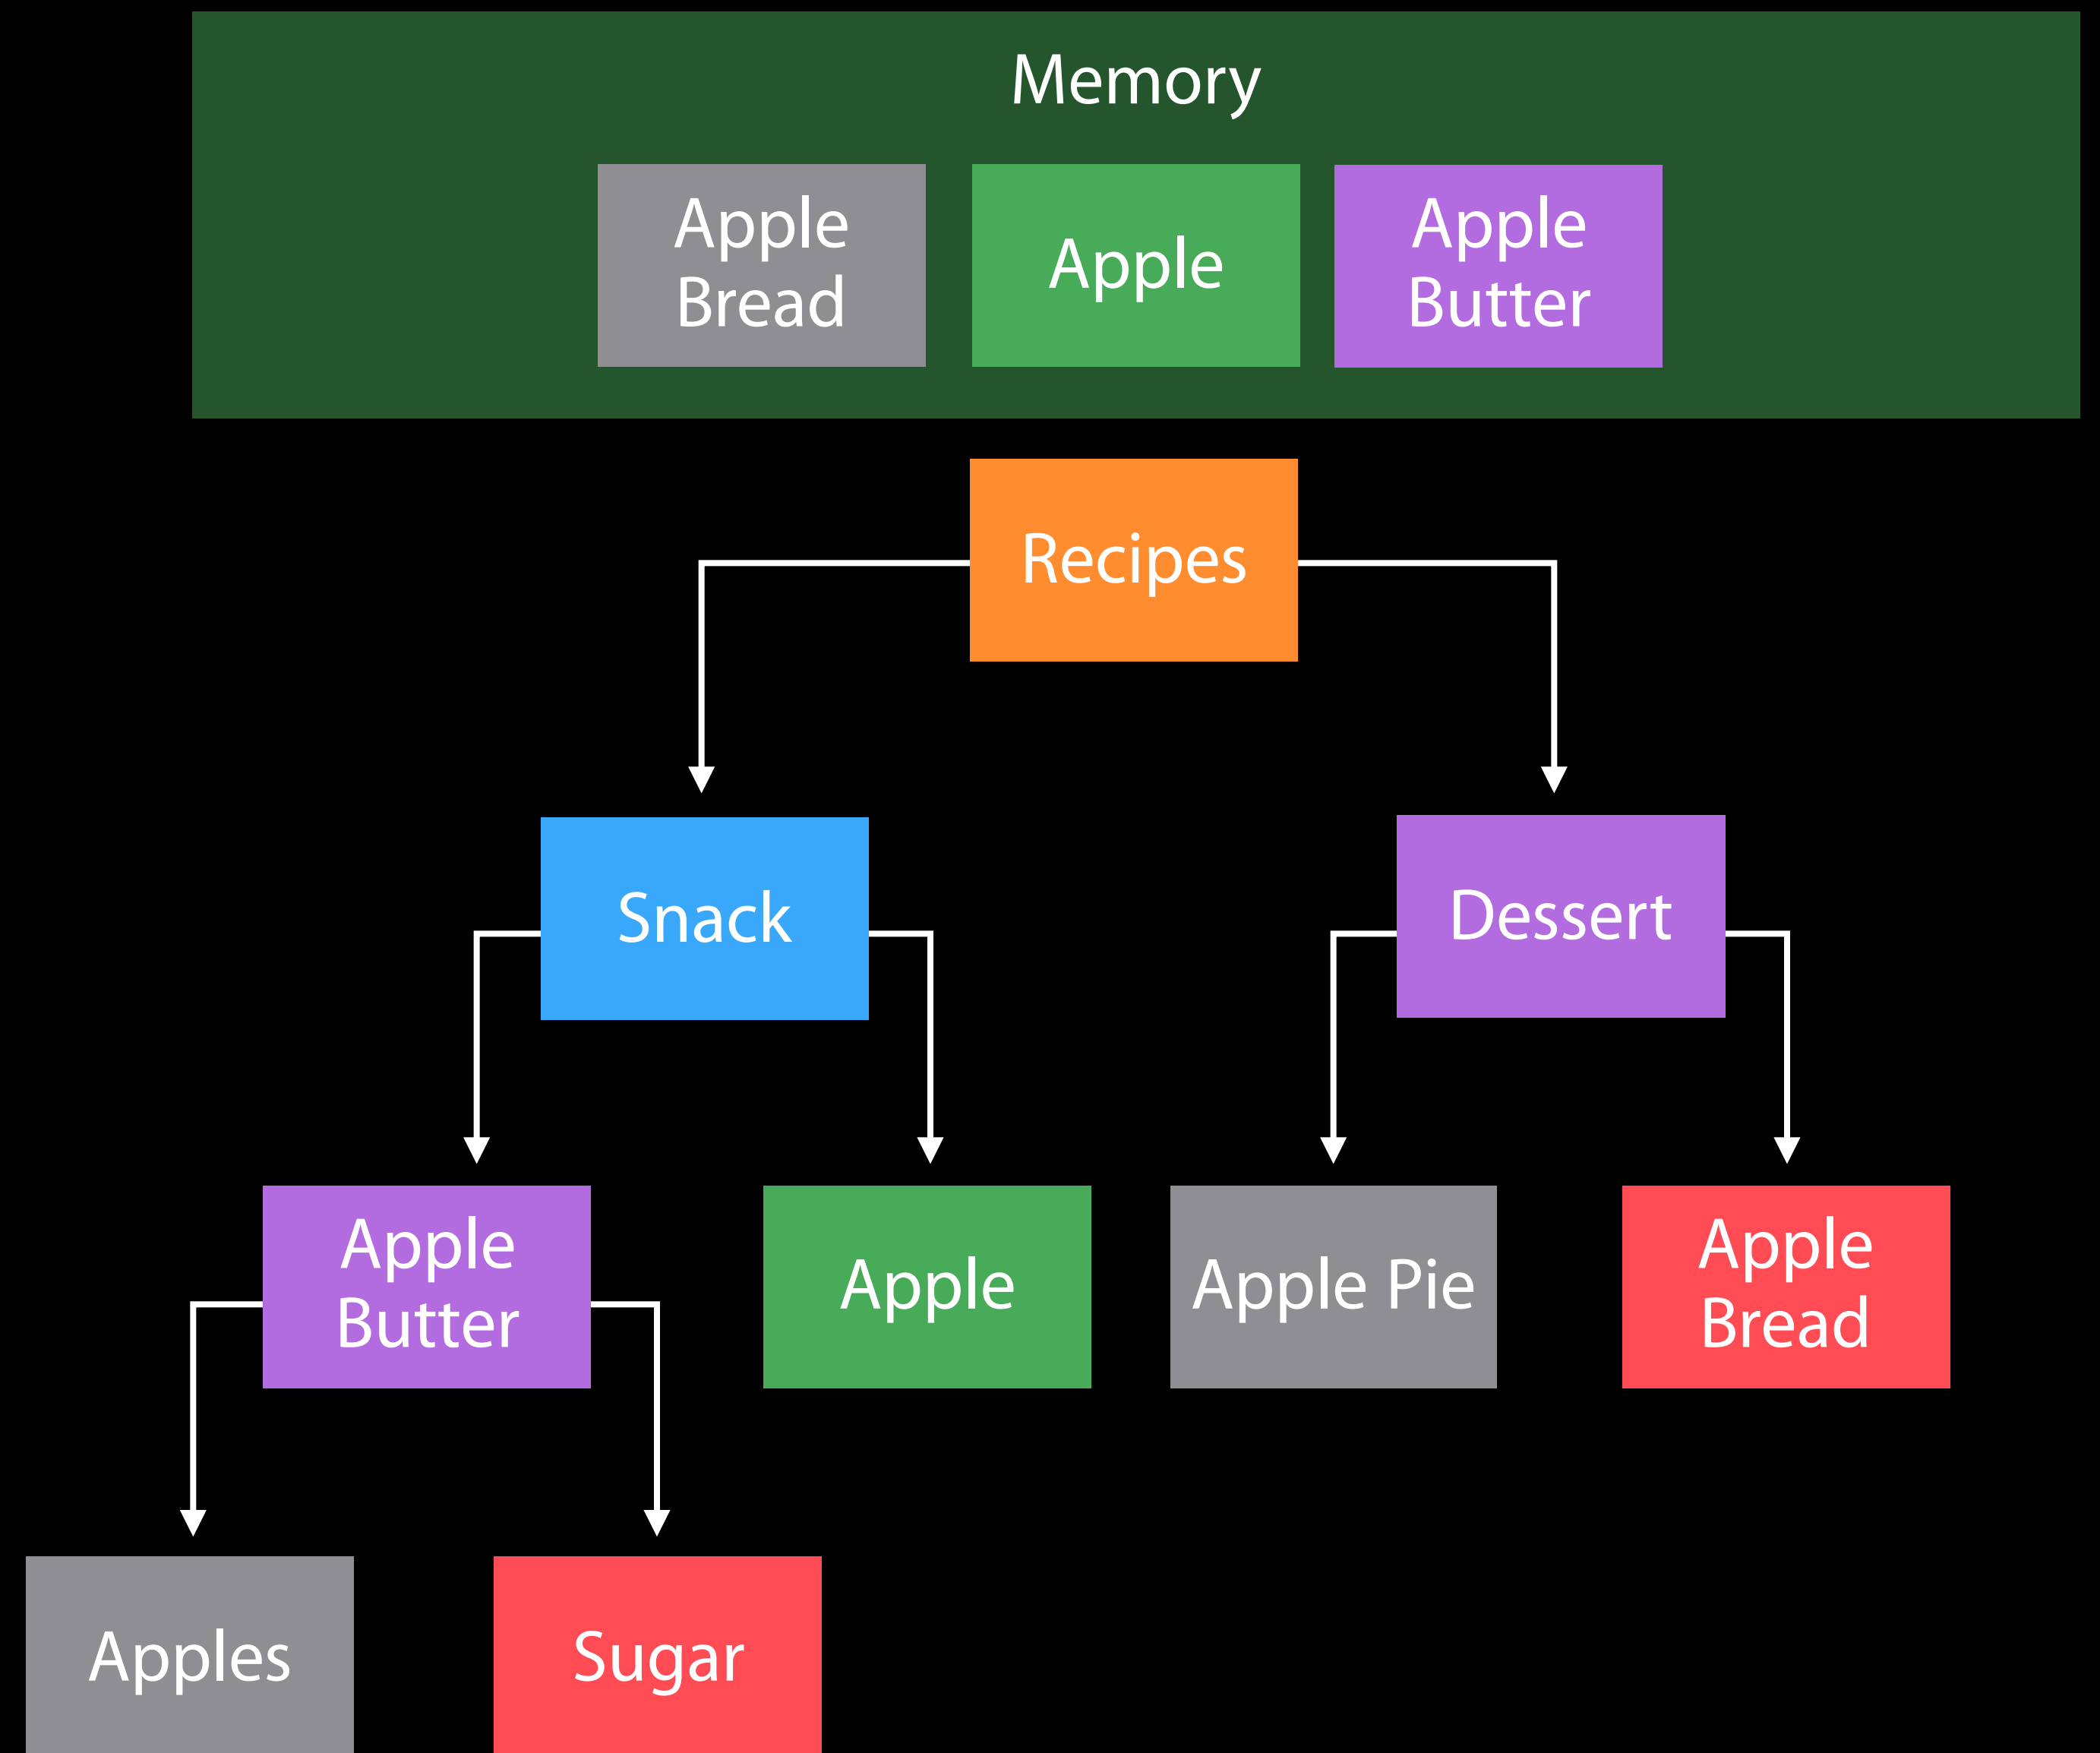 Memory
Apple
Bread
Apple
Apple
Butter
Recipes
Snack
Dessert
Apple
Butter
Apple
Apple Pie
Apple
Bread
Apples
Sugar